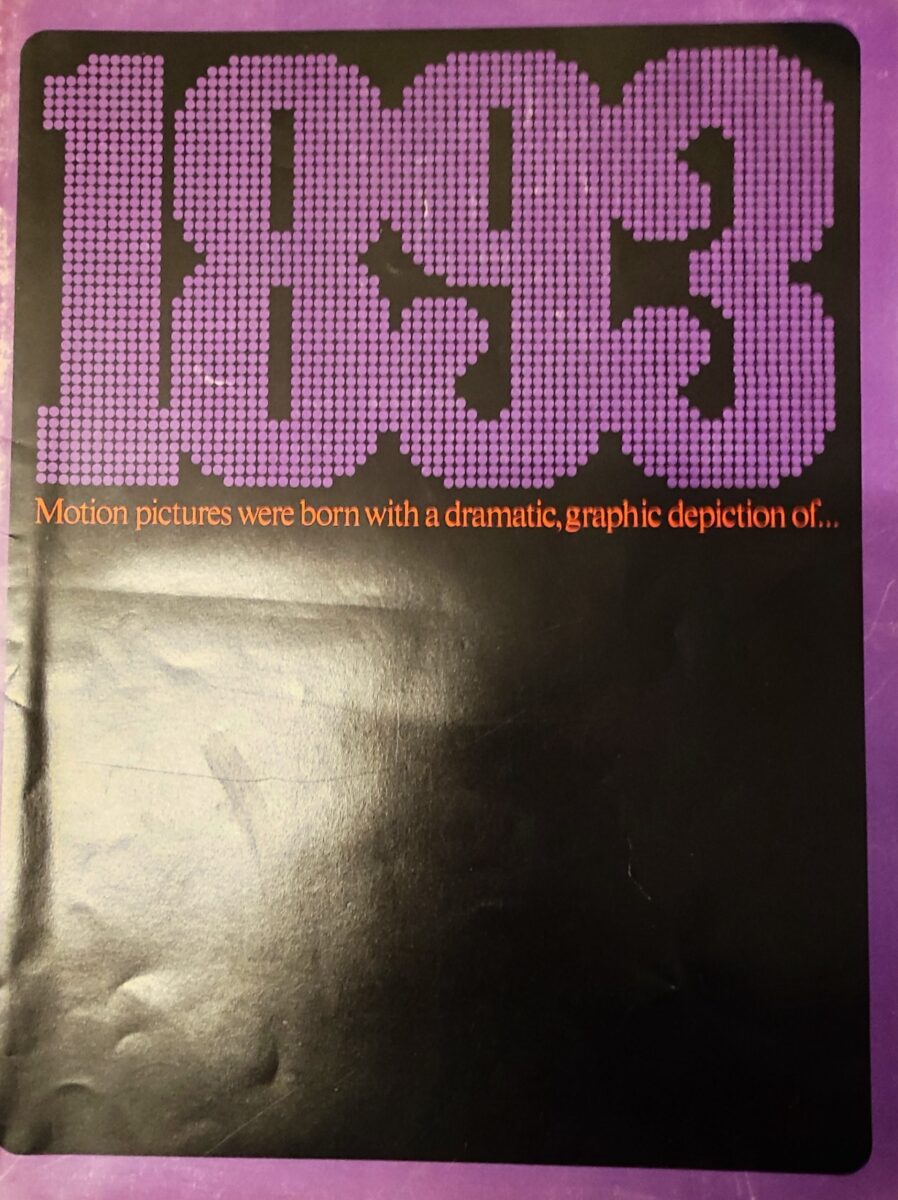 1893
Motion pictures were born with a dramatic, graphic depiction of...